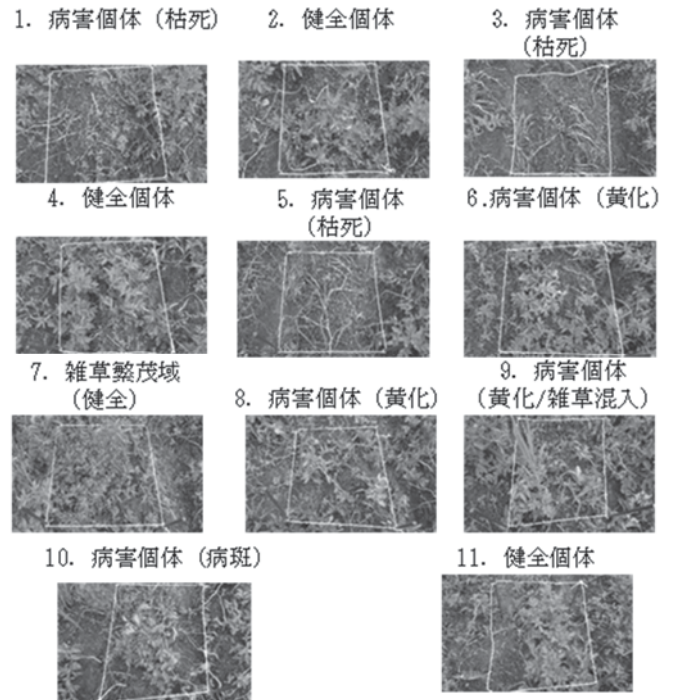 1. 病害個体 (枯死)
2. 健全個体
3. 病害個体
(枯死)
4. 健全個体
5. 病害個体
(枯死)
6.病害個体 (黄化)
7. 雑草繁茂域
(健全)
8. 病害個体 (黄化)
9. 病害個体
(黄化/雑草混入)
10. 病害個体 (病斑)
11. 健全個体